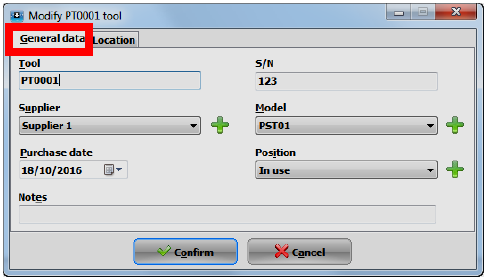 Modify PT0001 tool
General data Location
Tool S/N
PT0001 123
Supplier Model
Supplier 1 PST01
Purchase date Position
18/10/2016 In use
Notes
Confirm Cancel